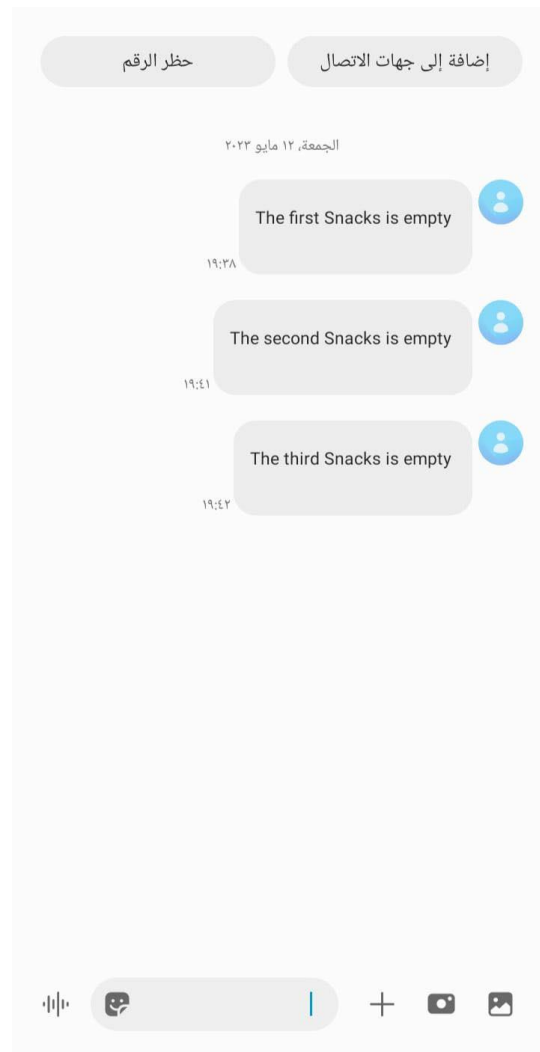 إضافة إلى جهات الاتصال
حظر الرقم
الجمعة، ١٢ مايو ٢٠٢٣
The first Snacks is empty
١٩:٣٨
The second Snacks is empty
١٩:٤١
The third Snacks is empty
١٩:٤٢